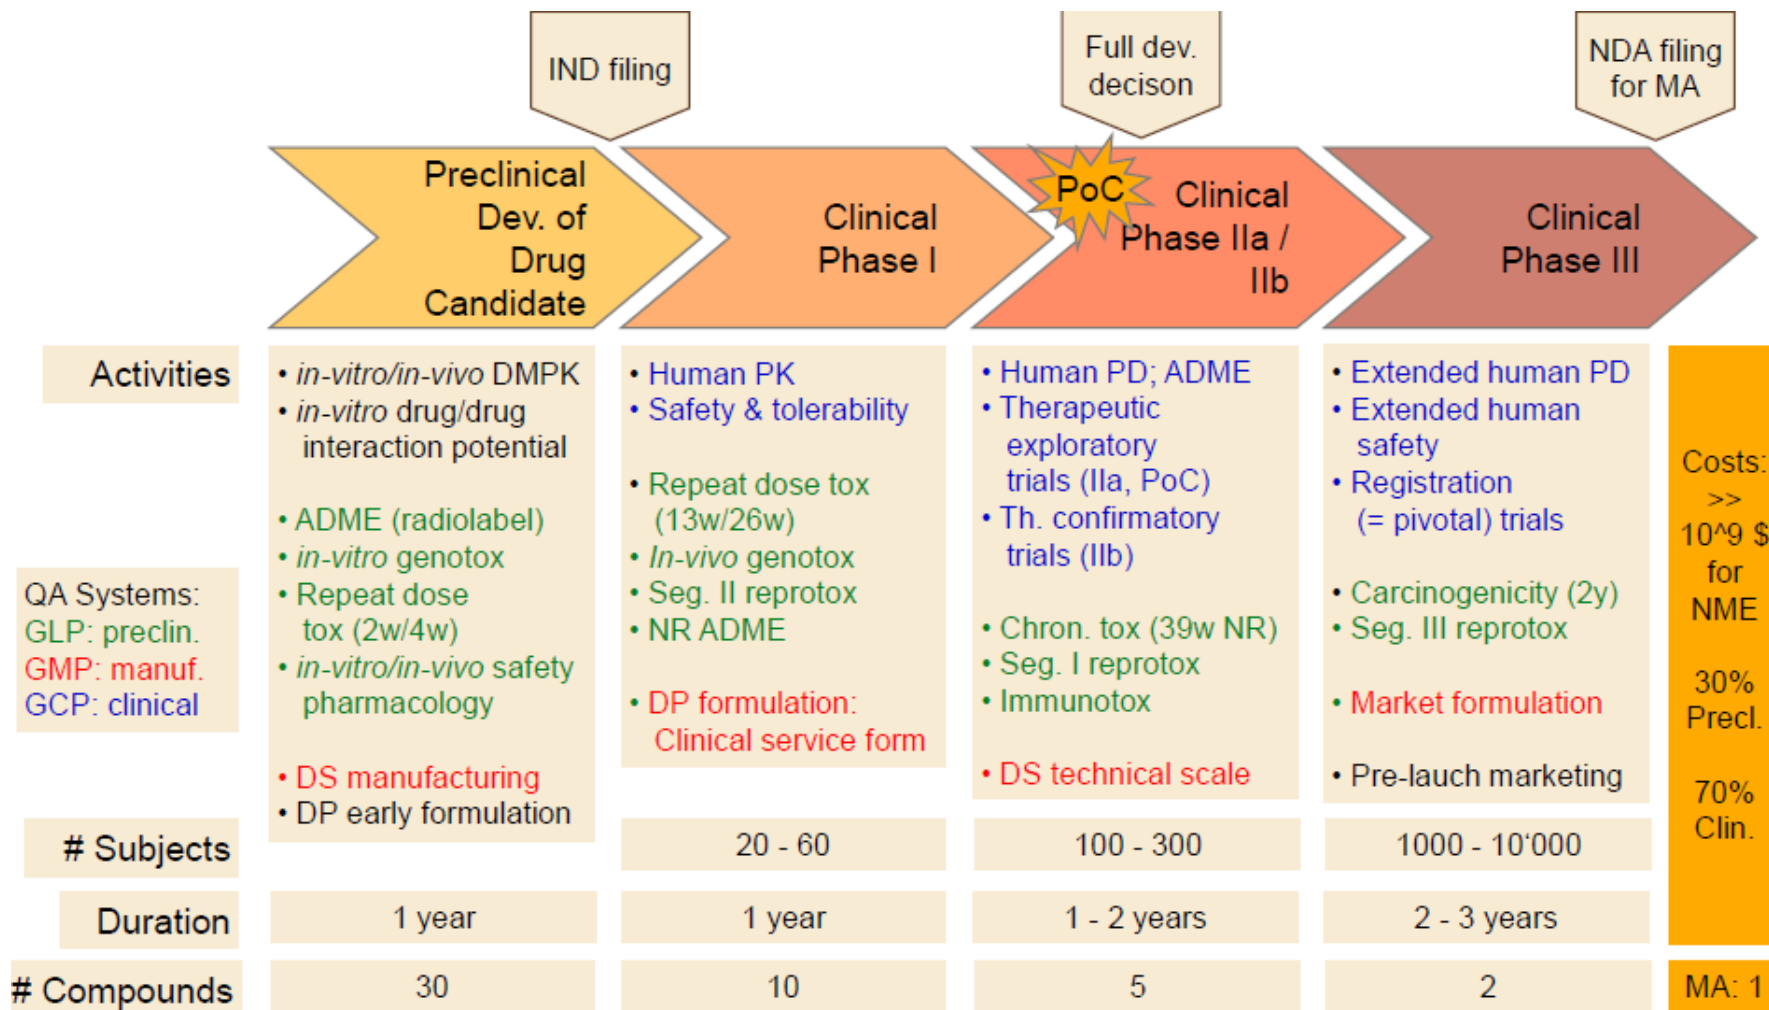 IND filing
Full dev.
decison
NDA filing
for MA
Preclinical
Dev. of
Drug
Candidate
Clinical
Phase I
PoC
Clinical
Phase IIa /
IIb
Clinical
Phase III
Activities
• in-vitro/in-vivo DMPK
• in-vitro drug/drug
interaction potential
• ADME (radiolabel)
• in-vitro genotox
• Repeat dose
tox (2w/4w)
• in-vitro/in-vivo safety
pharmacology
• DS manufacturing
• DP early formulation
• Human PK
• Safety & tolerability
• Repeat dose tox
(13w/26w)
• In-vivo genotox
• Seg. II reprotox
• NR ADME
• DP formulation:
Clinical service form
• Human PD; ADME
• Therapeutic
exploratory
trials (IIa, PoC)
• Th. confirmatory
trials (IIb)
• Chron. tox (39w NR)
• Seg. I reprotox
• Immunotox
• DS technical scale
• Extended human PD
• Extended human
safety
• Registration
(= pivotal) trials
• Carcinogenicity (2y)
• Seg. III reprotox
• Market formulation
• Pre-lauch marketing
Costs:
>>
10^9 $
for
NME
30%
Precl.
70%
Clin.
QA Systems:
GLP: preclin.
GMP: manuf.
GCP: clinical
# Subjects
20 - 60
100 - 300
1000 - 10‘000
Duration
1 year
1 year
1 - 2 years
2 - 3 years
# Compounds
30
10
5
2
MA: 1